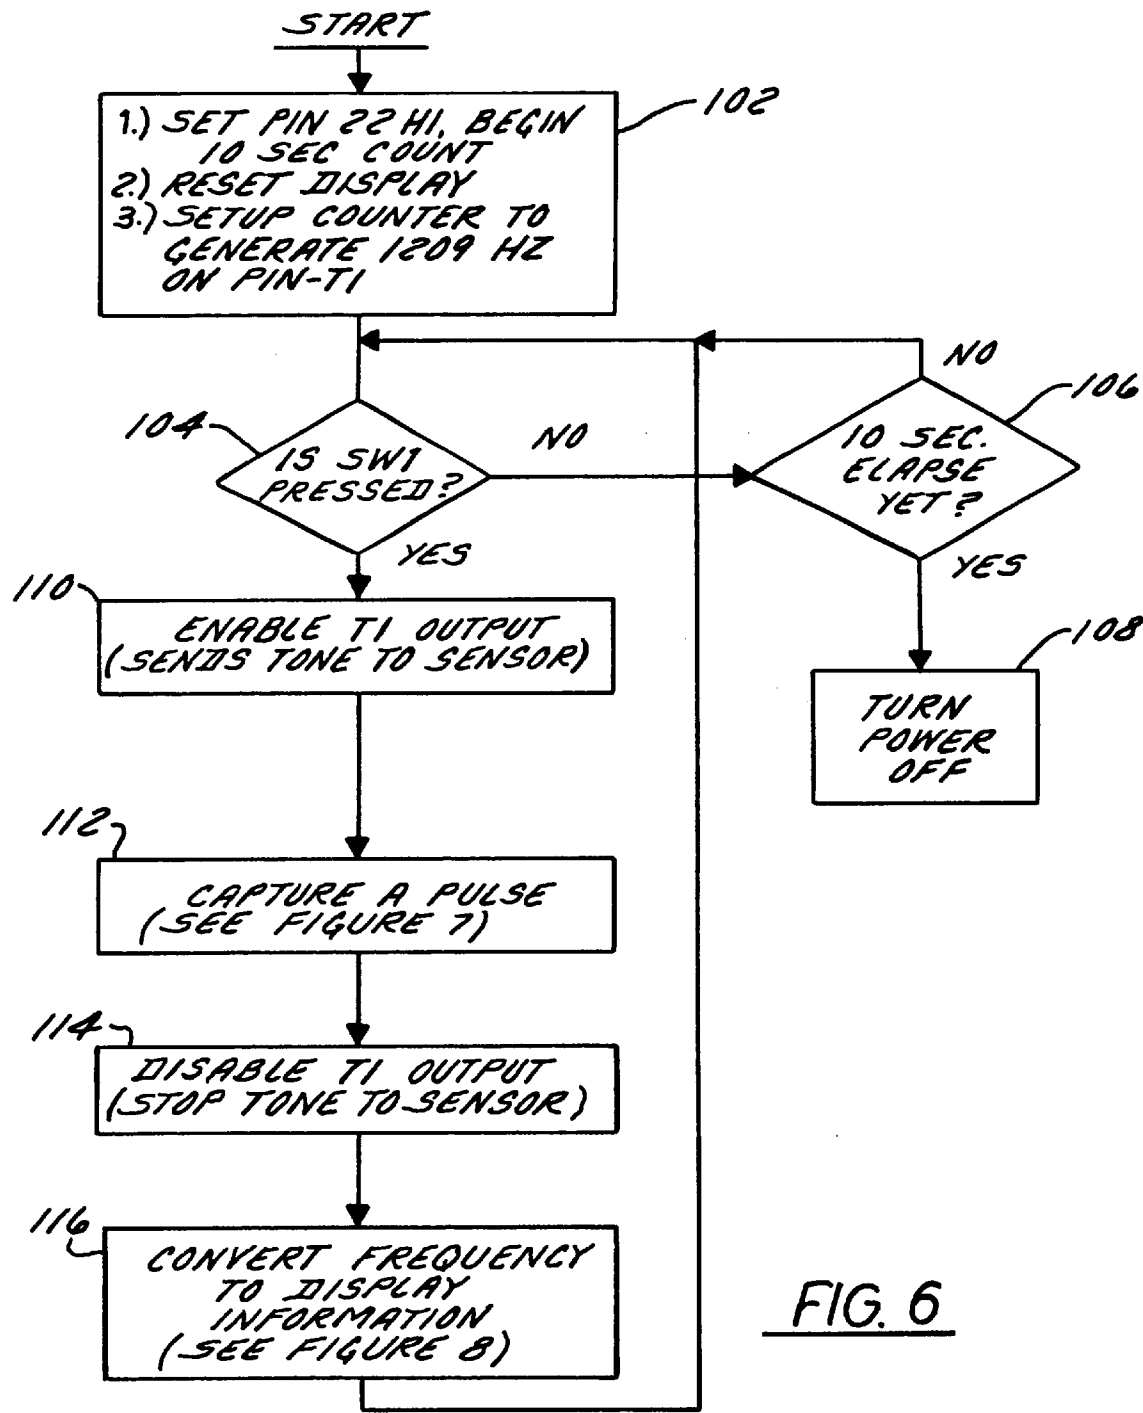 START
102
1.) SET PIN 22 HI, BEGIN
10 SEC COUNT
2.) RESET DISPLAY
3.) SETUP COUNTER TO
GENERATE 1209 HZ
ON PIN-T1
NO
106
104
IS SW1
PRESSED?
NO
10 SEC.
ELAPSE
YET?
YES
YES
110
ENABLE T1 OUTPUT
(SENDS TONE TO SENSOR)
108
TURN
POWER
OFF
112
CAPTURE A PULSE
(SEE FIGURE 7)
114
DISABLE T1 OUTPUT
(STOP TONE TO SENSOR)
116
CONVERT FREQUENCY
TO DISPLAY
INFORMATION
(SEE FIGURE 8)
FIG. 6